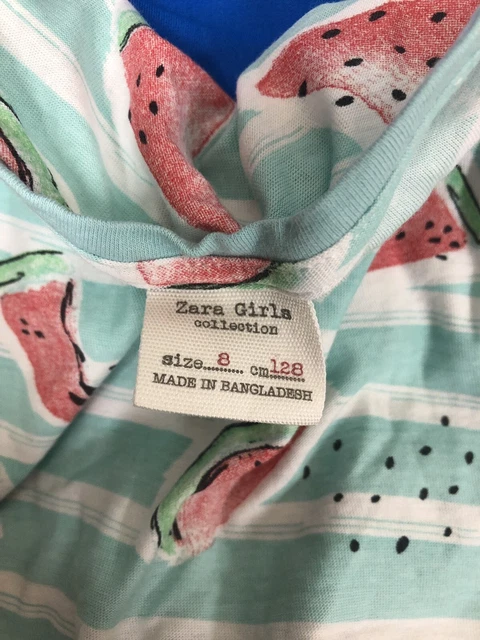 Zara Girls
collection
size.... 8 .... cm 128
MADE IN BANGLADESH